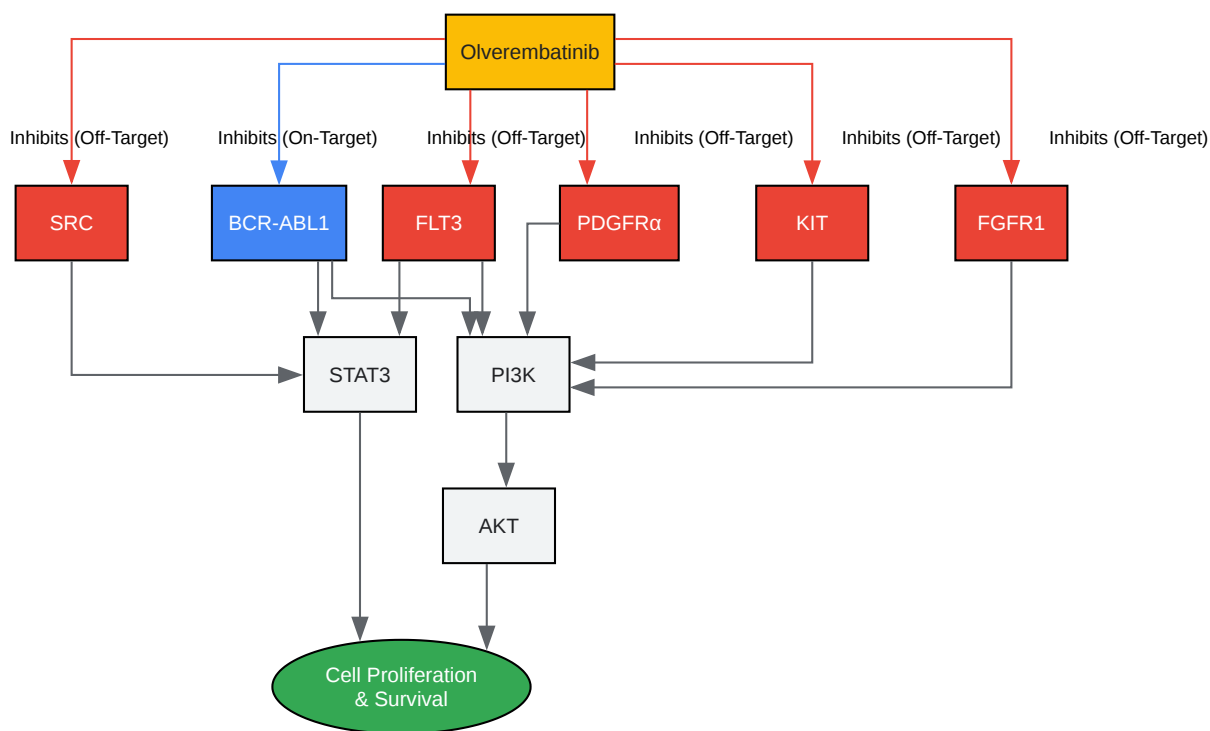 Olverembatinib
Inhibits (Off-Target)
Inhibits (On-Target)
Inhibits (Off-Target)
Inhibits (Off-Target)
Inhibits (Off-Target)
Inhibits (Off-Target)
SRC
BCR-ABL1
FLT3
PDGFRα
KIT
FGFR1
STAT3
PI3K
AKT
Cell Proliferation
& Survival